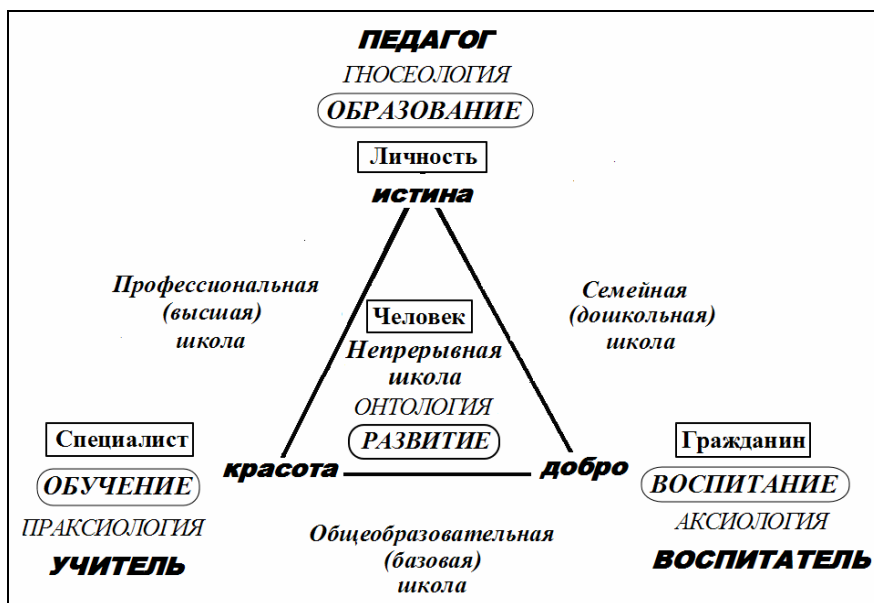 ПЕДАГОГ
ГНОСЕОЛОГИЯ
ОБРАЗОВАНИЕ
Личность
истина
Профессиональная
(высшая)
школа
Семейная
(дошкольная)
школа
Человек
Непрерывная
школа
ОНТОЛОГИЯ
РАЗВИТИЕ
Специалист
ОБУЧЕНИЕ
ПРАКСИОЛОГИЯ
УЧИТЕЛЬ
красота
добро
Гражданин
ВОСПИТАНИЕ
АКСИОЛОГИЯ
ВОСПИТАТЕЛЬ
Общеобразовательная
(базовая)
школа